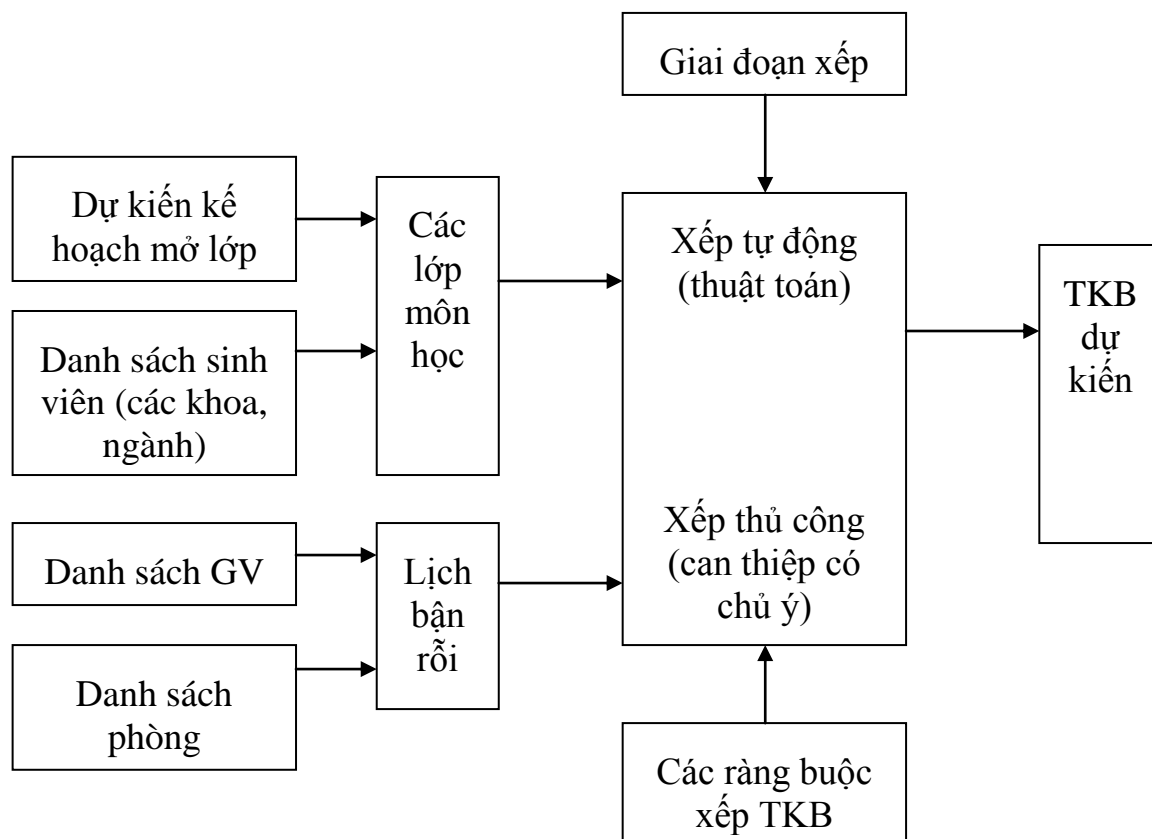 Giai đoạn xếp
Dự kiến kế
hoạch mở lớp
Danh sách sinh
viên (các khoa,
ngành)
Các
lớp
môn
học
Danh sách GV
Danh sách
phòng
Lịch
bận
rỗi
Xếp tự động
(thuật toán)
Xếp thủ công
(can thiệp có
chủ ý)
Các ràng buộc
xếp TKB
TKB
dự
kiến